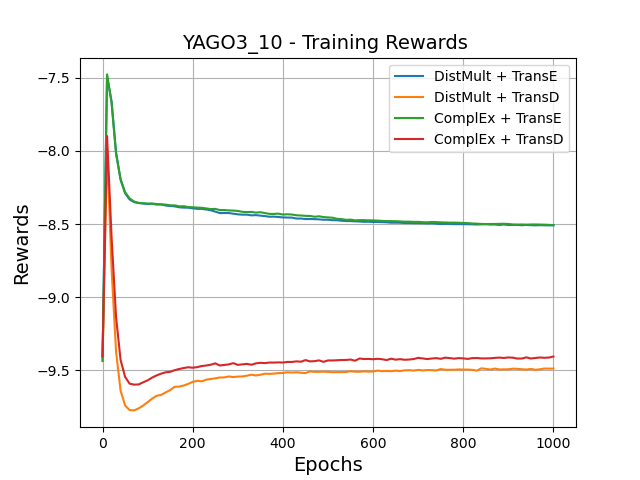 YAGO3_10 - Training Rewards
DistMult + TransE
DistMult + TransD
ComplEx + TransE
ComplEx + TransD
Rewards
−7.5
−8.0
−8.5
−9.0
−9.5
0 200 400 600 800 1000
Epochs